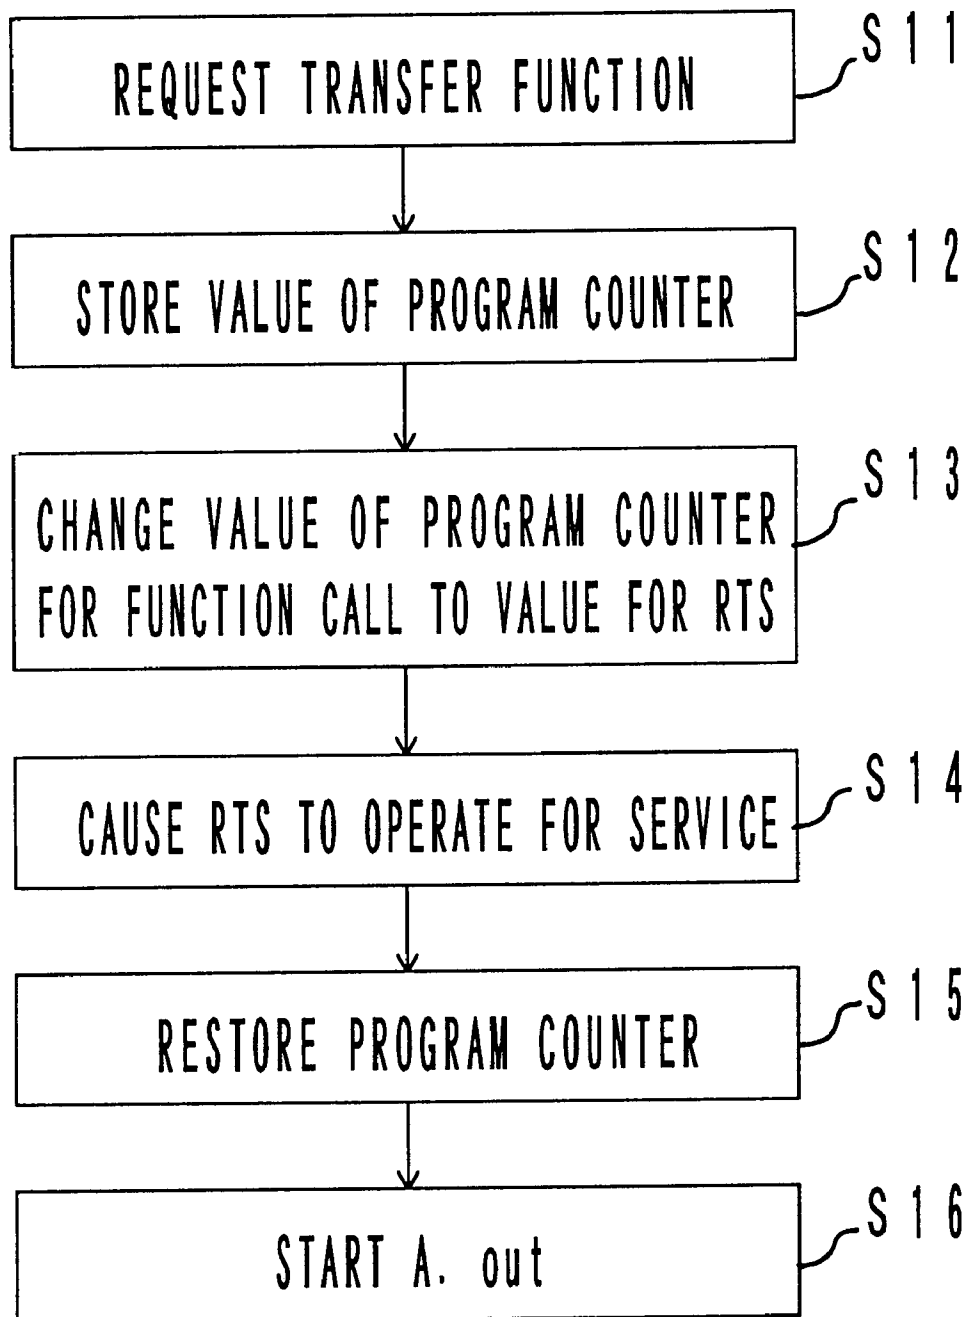 REQUEST TRANSFER FUNCTION
S11
STORE VALUE OF PROGRAM COUNTER
S12
CHANGE VALUE OF PROGRAM COUNTER
FOR FUNCTION CALL TO VALUE FOR RTS
S13
CAUSE RTS TO OPERATE FOR SERVICE
S14
RESTORE PROGRAM COUNTER
S15
START A. out
S16